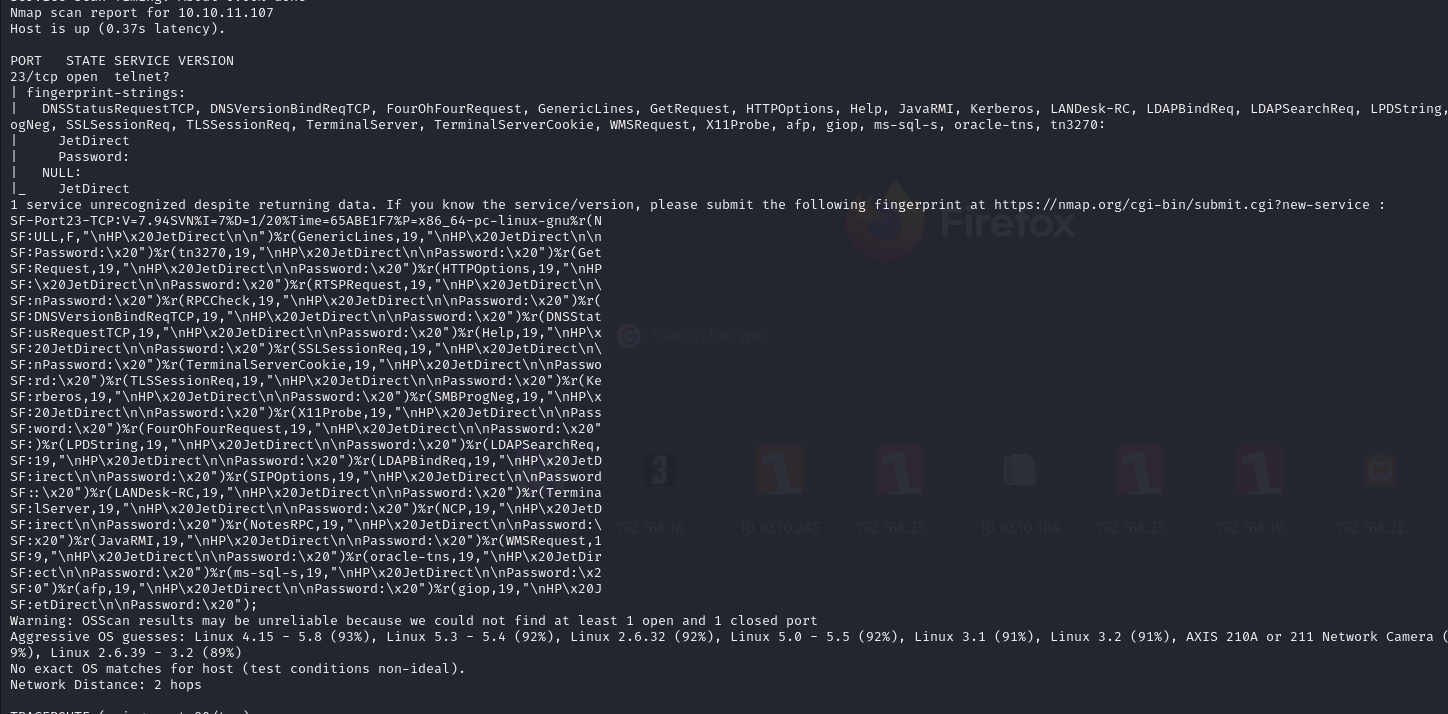 Nmap scan report for 10.10.11.107
Host is up (0.37s latency).
PORT   STATE SERVICE VERSION
23/tcp open  telnet?
| fingerprint-strings:
|   DNSStatusRequestTCP, DNSVersionBindReqTCP, FourOhFourRequest, GenericLines, GetRequest, HTTPOptions, Help, JavaRMI, Kerberos, LANDesk-RC, LDAPBindReq, LDAPSearchReq, LPDString,
ogNeg, SSLSessionReq, TLSSessionReq, TerminalServer, TerminalServerCookie, WMSRequest, X11Probe, afp, giop, ms-sql-s, oracle-tns, tn3270:
|     JetDirect
|     Password:
|   NULL:
|_    JetDirect
1 service unrecognized despite returning data. If you know the service/version, please submit the following fingerprint at https://nmap.org/cgi-bin/submit.cgi?new-service :
SF-Port23-TCP:V=7.94SVN%I=7%D=1/20%Time=65ABE1F7%P=x86_64-pc-linux-gnu%r(N
SF:ULL,F,"\nHP\x20JetDirect\n\n")%r(GenericLines,19,"\nHP\x20JetDirect\n\n
SF:Password:\x20")%r(tn3270,19,"\nHP\x20JetDirect\n\nPassword:\x20")%r(Get
SF:Request,19,"\nHP\x20JetDirect\n\nPassword:\x20")%r(HTTPOptions,19,"\nHP
SF:\x20JetDirect\n\nPassword:\x20")%r(RTSPRequest,19,"\nHP\x20JetDirect\n\
SF:nPassword:\x20")%r(RPCCheck,19,"\nHP\x20JetDirect\n\nPassword:\x20")%r(
SF:DNSVersionBindReqTCP,19,"\nHP\x20JetDirect\n\nPassword:\x20")%r(DNSStat
SF:usRequestTCP,19,"\nHP\x20JetDirect\n\nPassword:\x20")%r(Help,19,"\nHP\x
SF:20JetDirect\n\nPassword:\x20")%r(SSLSessionReq,19,"\nHP\x20JetDirect\n\
SF:nPassword:\x20")%r(TerminalServerCookie,19,"\nHP\x20JetDirect\n\nPasswo
SF:rd:\x20")%r(TLSSessionReq,19,"\nHP\x20JetDirect\n\nPassword:\x20")%r(Ke
SF:rberos,19,"\nHP\x20JetDirect\n\nPassword:\x20")%r(SMBProgNeg,19,"\nHP\x
SF:20JetDirect\n\nPassword:\x20")%r(X11Probe,19,"\nHP\x20JetDirect\n\nPass
SF:word:\x20")%r(FourOhFourRequest,19,"\nHP\x20JetDirect\n\nPassword:\x20"
SF:)%r(LPDString,19,"\nHP\x20JetDirect\n\nPassword:\x20")%r(LDAPSearchReq,
SF:19,"\nHP\x20JetDirect\n\nPassword:\x20")%r(LDAPBindReq,19,"\nHP\x20JetD
SF:irect\n\nPassword:\x20")%r(SIPOptions,19,"\nHP\x20JetDirect\n\nPassword
SF::\x20")%r(LANDesk-RC,19,"\nHP\x20JetDirect\n\nPassword:\x20")%r(Termina
SF:lServer,19,"\nHP\x20JetDirect\n\nPassword:\x20")%r(NCP,19,"\nHP\x20JetD
SF:irect\n\nPassword:\x20")%r(NotesRPC,19,"\nHP\x20JetDirect\n\nPassword:\
SF:x20")%r(JavaRMI,19,"\nHP\x20JetDirect\n\nPassword:\x20")%r(WMSRequest,1
SF:9,"\nHP\x20JetDirect\n\nPassword:\x20")%r(oracle-tns,19,"\nHP\x20JetDir
SF:ect\n\nPassword:\x20")%r(ms-sql-s,19,"\nHP\x20JetDirect\n\nPassword:\x2
SF:0")%r(afp,19,"\nHP\x20JetDirect\n\nPassword:\x20")%r(giop,19,"\nHP\x20J
SF:etDirect\n\nPassword:\x20");
Warning: OSScan results may be unreliable because we could not find at least 1 open and 1 closed port
Aggressive OS guesses: Linux 4.15 - 5.8 (93%), Linux 5.3 - 5.4 (92%), Linux 2.6.32 (92%), Linux 5.0 - 5.5 (92%), Linux 3.1 (91%), Linux 3.2 (91%), AXIS 210A or 211 Network Camera (
9%), Linux 2.6.39 - 3.2 (89%)
No exact OS matches for host (test conditions non-ideal).
Network Distance: 2 hops
Firefox
Search the web
3
1
1
1
1
192.168.18...
10.10.10.245
192.168.23...
10.10.10.104
192.168.23...
192.168.19...
192.168.22...